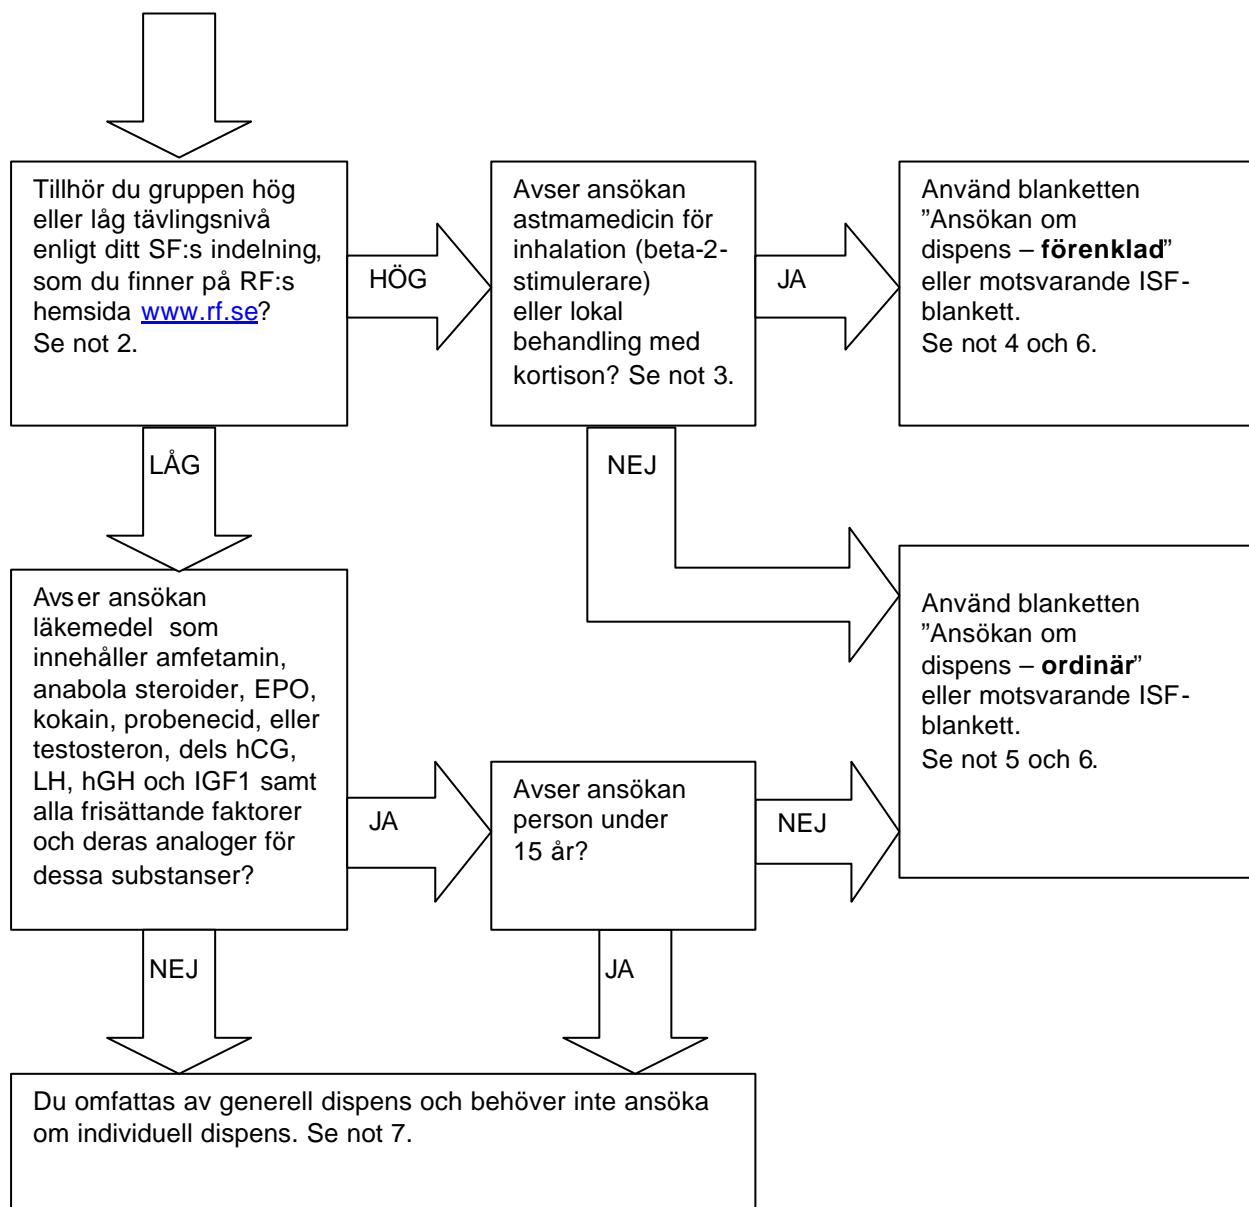 Tillhör du gruppen hög
eller låg tävlingsnivå
enligt ditt SF:s indelning,
som du finner på RF:s
hemsida www.rf.se?
Se not 2.
HÖG
Avser ansökan
astmamedicin för
inhalation (beta-2-
stimulerare)
eller lokal
behandling med
kortison? Se not 3.
JA
Använd blanketten
”Ansökan om
dispens – förenklad”
eller motsvarande ISF-
blankett.
Se not 4 och 6.
LÅG
NEJ
Avser ansökan
läkemedel som
innehåller amfetamin,
anabola steroider, EPO,
kokain, probenecid, eller
testosteron, dels hCG,
LH, hGH och IGF1 samt
alla frisättande faktorer
och deras analoger för
dessa substanser?
JA
Avser ansökan
person under
15 år?
NEJ
Använd blanketten
”Ansökan om
dispens – ordinär”
eller motsvarande ISF-
blankett.
Se not 5 och 6.
NEJ
JA
Du omfattas av generell dispens och behöver inte ansöka
om individuell dispens. Se not 7.